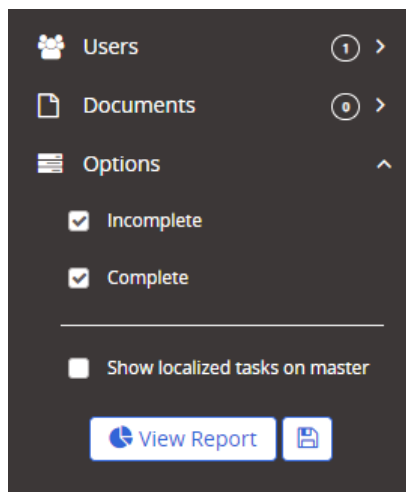 Users 1
Documents 0
Options
Incomplete
Complete
Show localized tasks on master
View Report